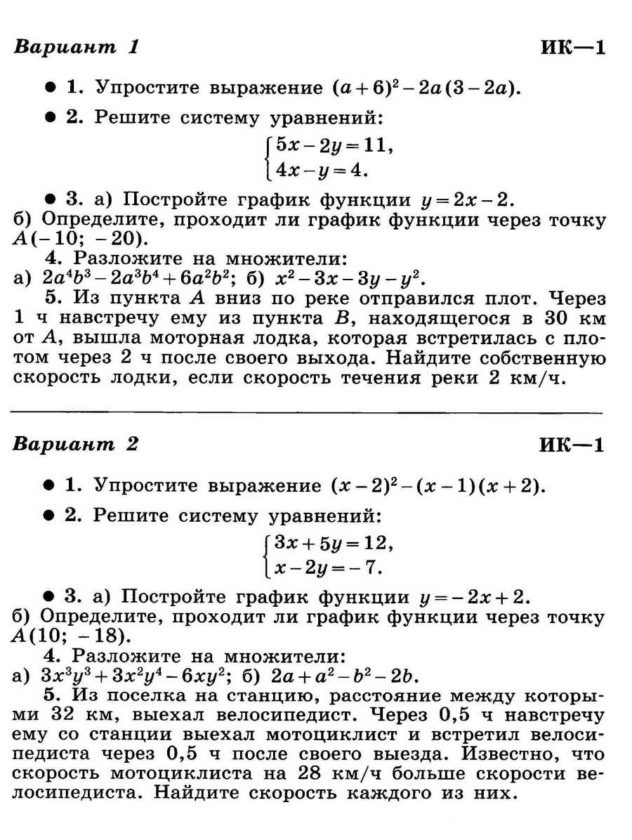 Вариант 1 ИК—1
● 1. Упростите выражение (a + 6)² – 2a(3 – 2a).
● 2. Решите систему уравнений:
{5x – 2y = 11,
4x – y = 4.
● 3. а) Постройте график функции y = 2x – 2.
б) Определите, проходит ли график функции через точку
A(– 10; – 20).
4. Разложите на множители:
а) 2a⁴b³ – 2a³b⁴ + 6a²b²; б) x² – 3x – 3y – y².
5. Из пункта A вниз по реке отправился плот. Через
1 ч навстречу ему из пункта B, находящегося в 30 км
от A, вышла моторная лодка, которая встретилась с пло-
том через 2 ч после своего выхода. Найдите собственную
скорость лодки, если скорость течения реки 2 км/ч.
Вариант 2 ИК—1
● 1. Упростите выражение (x – 2)² – (x – 1)(x + 2).
● 2. Решите систему уравнений:
{3x + 5y = 12,
x – 2y = – 7.
● 3. а) Постройте график функции y = – 2x + 2.
б) Определите, проходит ли график функции через точку
A(10; – 18).
4. Разложите на множители:
а) 3x³y³ + 3x²y⁴ – 6xy²; б) 2a + a² – b² – 2b.
5. Из поселка на станцию, расстояние между которы-
ми 32 км, выехал велосипедист. Через 0,5 ч навстречу
ему со станции выехал мотоциклист и встретил велоси-
педиста через 0,5 ч после своего выезда. Известно, что
скорость мотоциклиста на 28 км/ч больше скорости ве-
лосипедиста. Найдите скорость каждого из них.